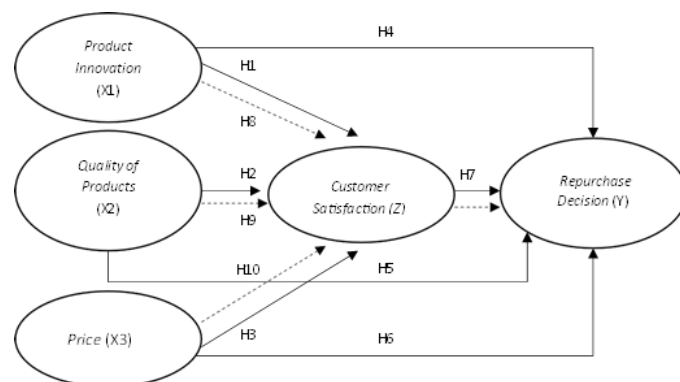 H4
Product
Innovation
(X1)
H1
H8
Quality of
Products
(X2)
H2
H9
Customer
Satisfaction (Z)
H7
Repurchase
Decision (Y)
H10
H5
Price (X3)
H3
H6